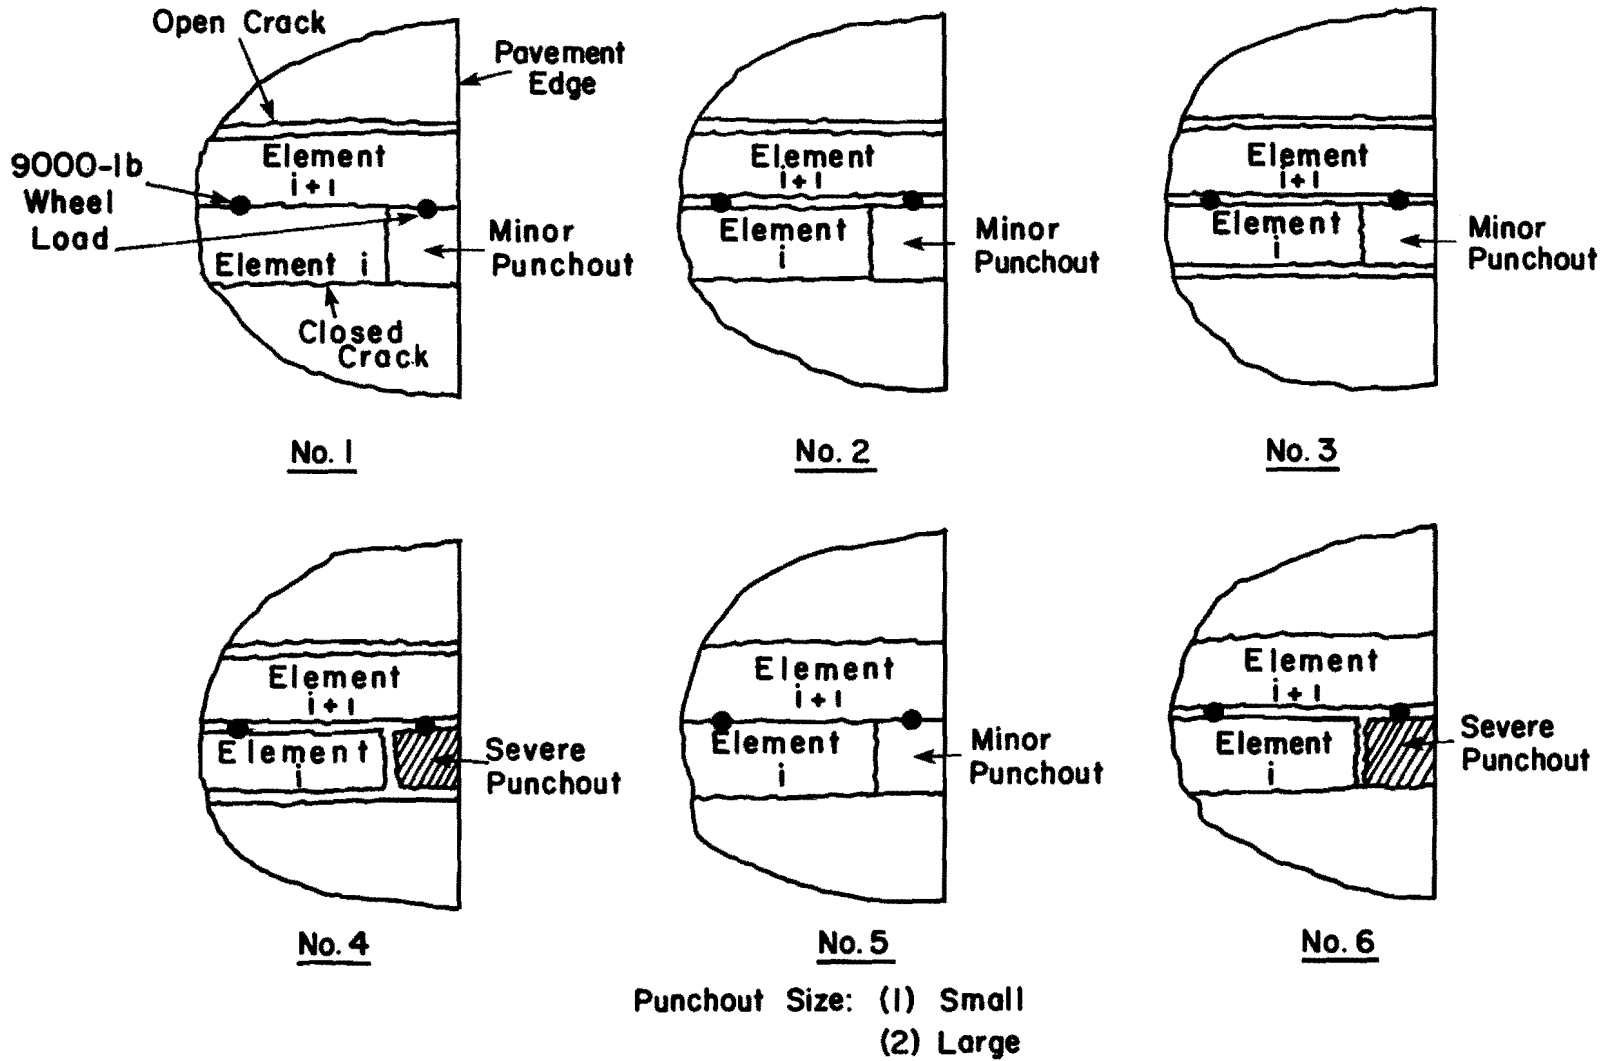 Open Crack
Pavement
Edge
Element
i+1
9000-lb
Wheel
Load
Minor
Punchout
Element i
Closed
Crack
No. 1
Element
i+1
Element
i
Minor
Punchout
No. 2
Element
i+1
Element
i
Minor
Punchout
No. 3
Element
i+1
Element
i
Severe
Punchout
No. 4
Element
i+1
Element
i
Minor
Punchout
No. 5
Element
i+1
Element
i
Severe
Punchout
No. 6
Punchout Size: (1) Small
(2) Large